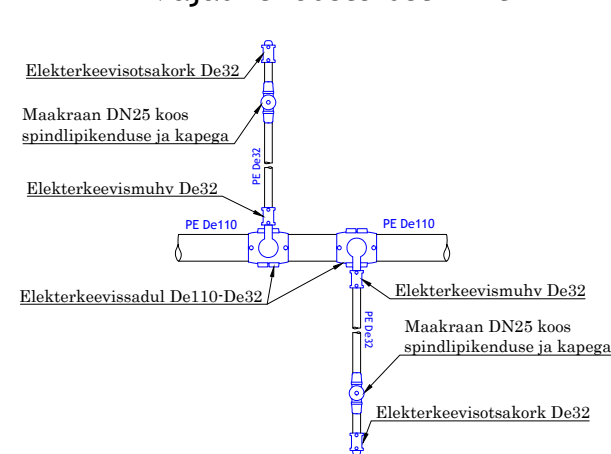 Elekterkeevisotsakork De32
Maakraan DN25 koos
spindlipikenduse ja kapega
PE De32
Elekterkeevismuhv De32
PE De110
PE De110
Elekterkeevissadul De110-De32
Elekterkeevismuhv De32
PE De32
Maakraan DN25 koos
spindlipikenduse ja kapega
Elekterkeevisotsakork De32